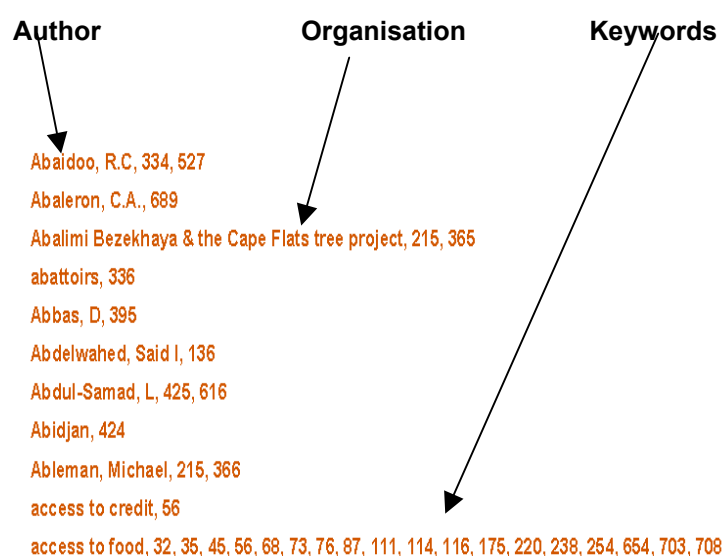 Author Organisation Keywords
Abaidoo, R.C, 334, 527
Abaleron, C.A., 689
Abalimi Bezekhaya & the Cape Flats tree project, 215, 365
abattoirs, 336
Abbas, D, 395
Abdelwahed, Said I, 136
Abdul-Samad, L, 425, 616
Abidjan, 424
Ableman, Michael, 215, 366
access to credit, 56
access to food, 32, 35, 45, 56, 68, 73, 76, 87, 111, 114, 116, 175, 220, 238, 254, 654, 703, 709